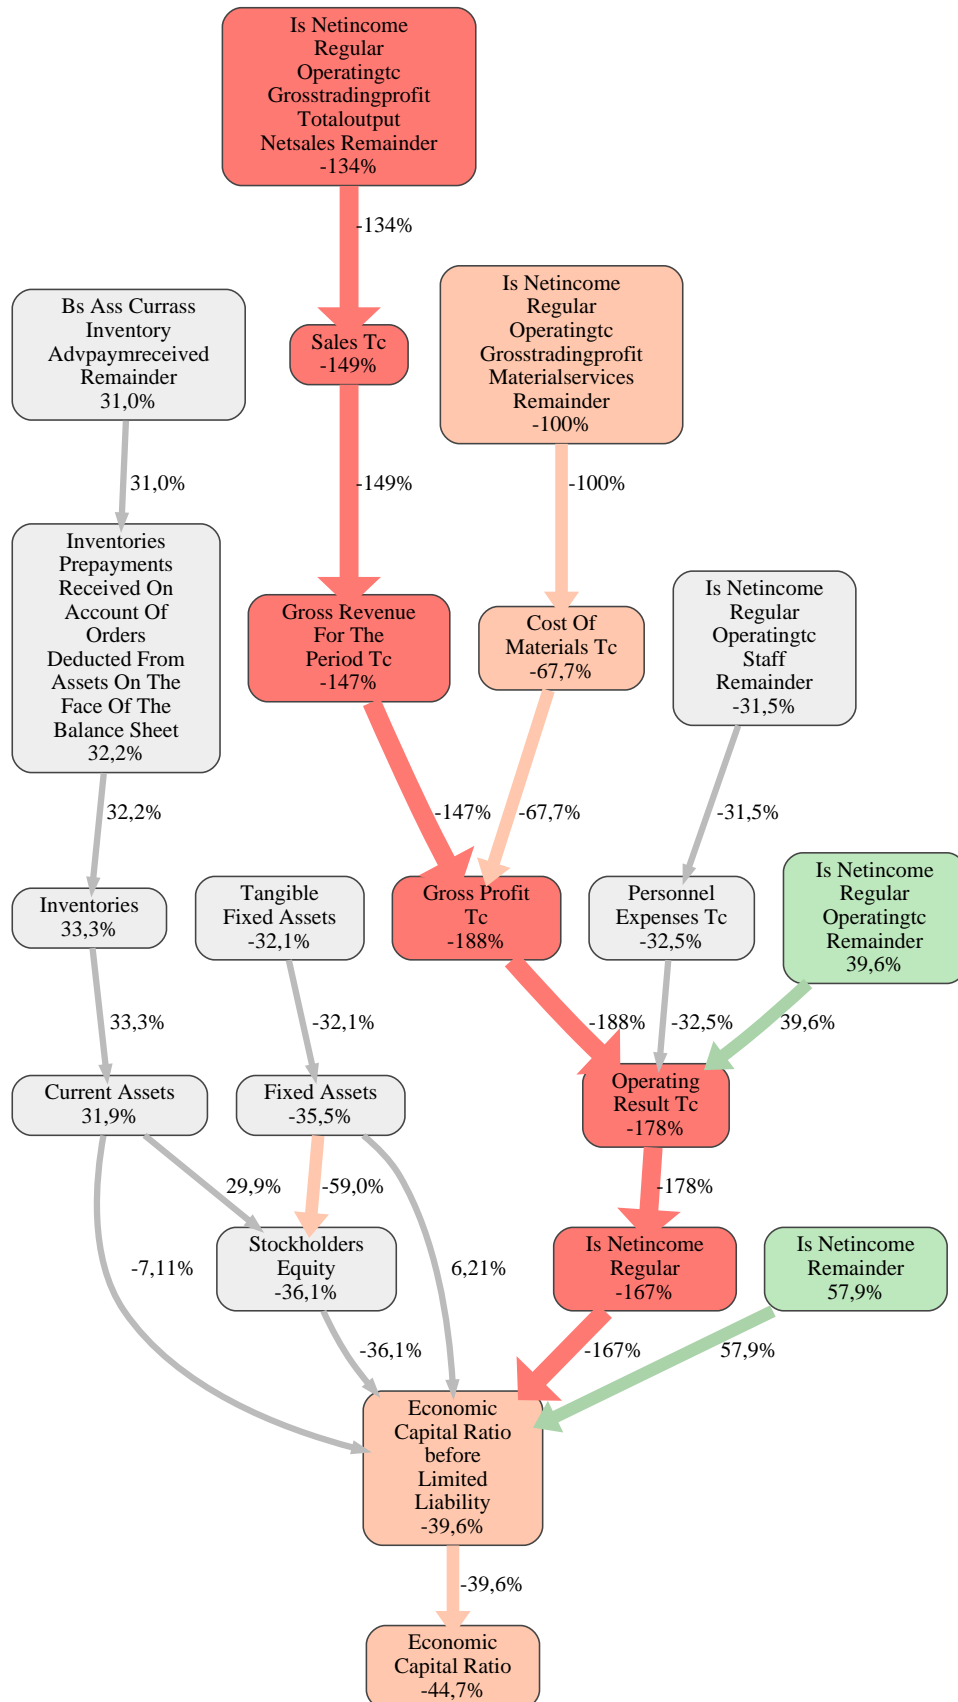 Is Netincome
Regular
Operatingtc
Grosstradingprofit
Totaloutput
Netsales Remainder
-134%
-134%
Bs Ass Currass
Inventory
Advpaymreceived
Remainder
31,0%
Sales Tc
-149%
Is Netincome
Regular
Operatingtc
Grosstradingprofit
Materialservices
Remainder
-100%
31,0%
-149%
-100%
Inventories
Prepayments
Received On
Account Of
Orders
Deducted From
Assets On The
Face Of The
Balance Sheet
32,2%
Gross Revenue
For The
Period Tc
-147%
Cost Of
Materials Tc
-67,7%
Is Netincome
Regular
Operatingtc
Staff
Remainder
-31,5%
32,2%
-147%
-67,7%
-31,5%
Inventories
33,3%
Tangible
Fixed Assets
-32,1%
Gross Profit
Tc
-188%
Personnel
Expenses Tc
-32,5%
Is Netincome
Regular
Operatingtc
Remainder
39,6%
33,3%
-32,1%
-188%
-32,5%
39,6%
Current Assets
31,9%
Fixed Assets
-35,5%
Operating
Result Tc
-178%
29,9%
-59,0%
-178%
Stockholders
Equity
-36,1%
Is Netincome
Regular
-167%
Is Netincome
Remainder
57,9%
-7,11%
6,21%
-36,1%
-167%
57,9%
Economic
Capital Ratio
before
Limited
Liability
-39,6%
-39,6%
Economic
Capital Ratio
-44,7%